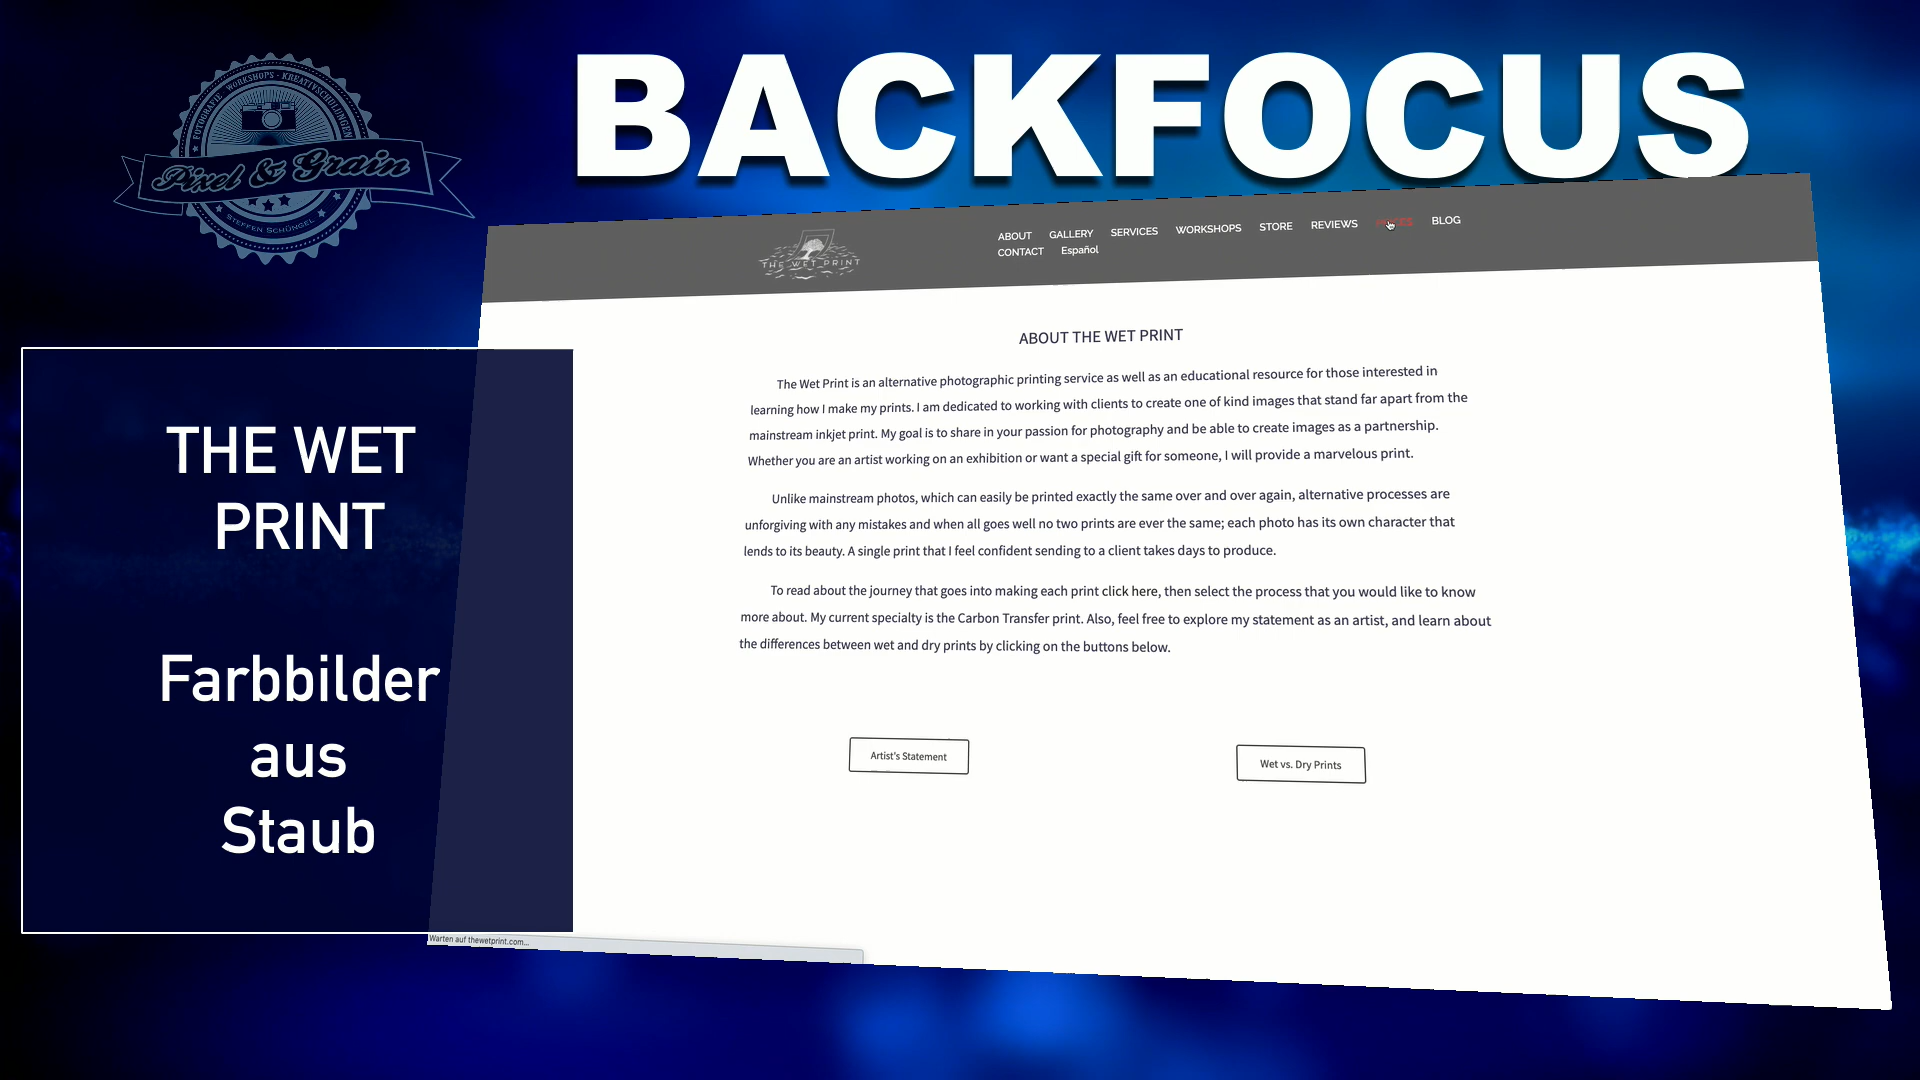 BACKFOCUS
FOTOGRAFIE · WORKSHOPS · KREATIVSCHULUNGEN
Pixel & Grain
STEFFEN SCHÜNGEL
THE WET PRINT
ABOUT GALLERY SERVICES WORKSHOPS STORE REVIEWS BLOG
CONTACT Español
ABOUT THE WET PRINT
The Wet Print is an alternative photographic printing service as well as an educational resource for those interested in
learning how I make my prints. I am dedicated to working with clients to create one of kind images that stand far apart from the
mainstream inkjet print. My goal is to share in your passion for photography and be able to create images as a partnership.
Whether you are an artist working on an exhibition or want a special gift for someone, I will provide a marvelous print.
Unlike mainstream photos, which can easily be printed exactly the same over and over again, alternative processes are
unforgiving with any mistakes and when all goes well no two prints are ever the same; each photo has its own character that
lends to its beauty. A single print that I feel confident sending to a client takes days to produce.
To read about the journey that goes into making each print click here, then select the process that you would like to know
more about. My current specialty is the Carbon Transfer print. Also, feel free to explore my statement as an artist, and learn about
the differences between wet and dry prints by clicking on the buttons below.
Artist's Statement
Wet vs. Dry Prints
THE WET
PRINT
Farbbilder
aus
Staub
Warten auf thewetprint.com...